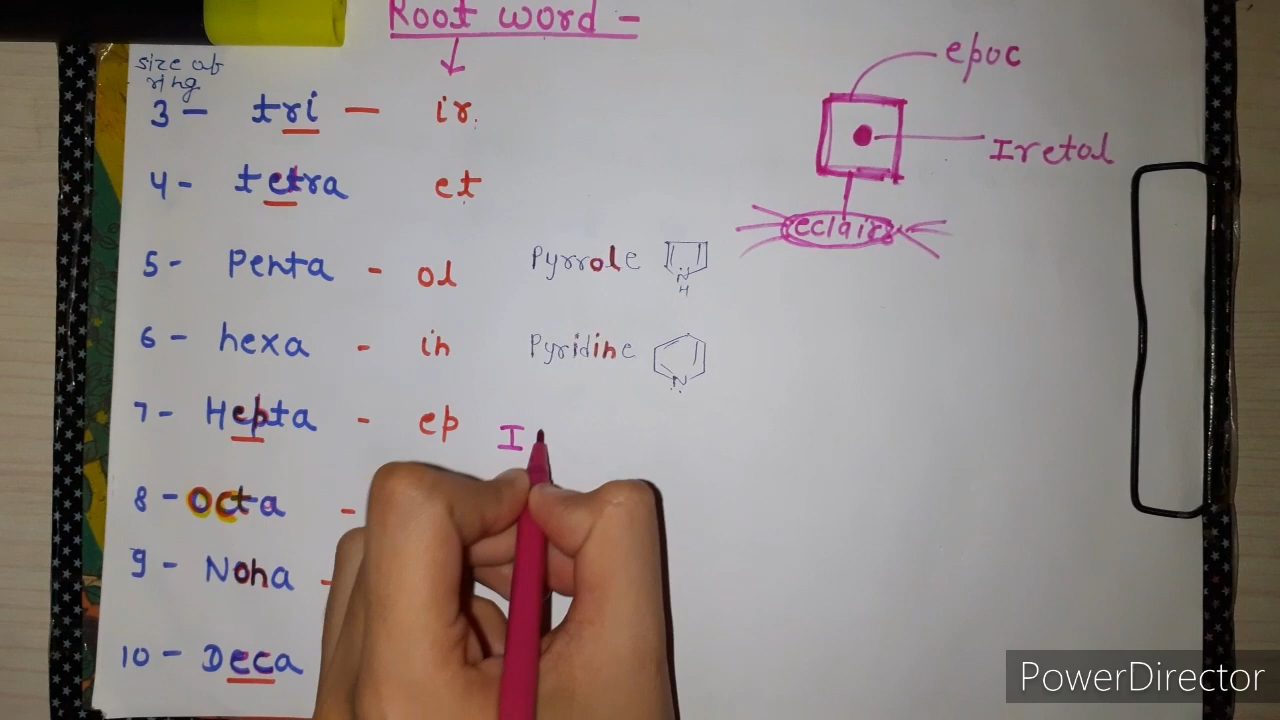 Root word -
size of
ring
3 - tri - ir.
4 - tetra et
5 - Penta - ol
6 - hexa - in
7 - Hepta - ep
8 - octa -
9 - Nona -
10 - Deca
Pyrrole
N
H
Pyridine
N
I
epoc
Iretol
eclairs
PowerDirector